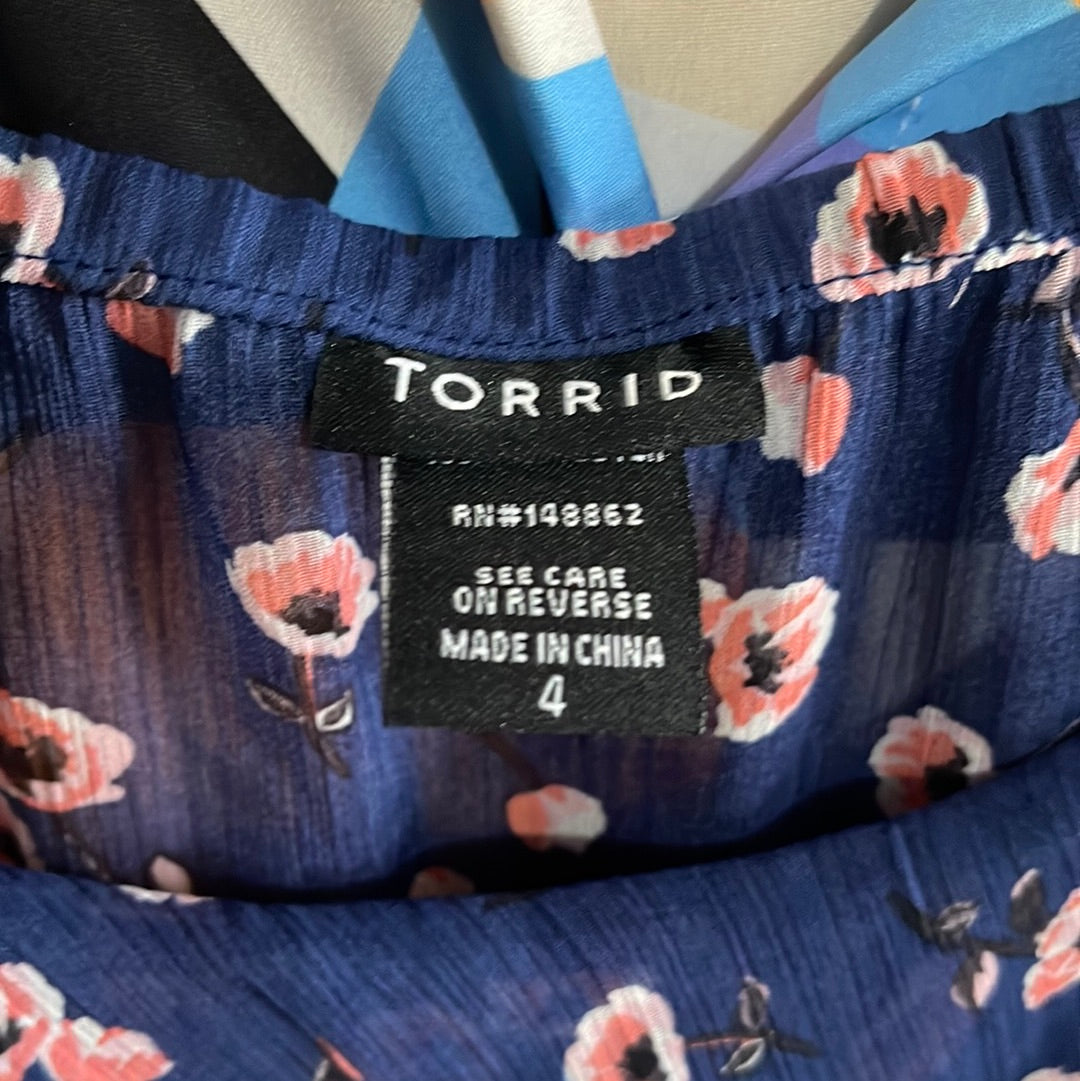 TORRID
RN#148862
SEE CARE
ON REVERSE
MADE IN CHINA
4